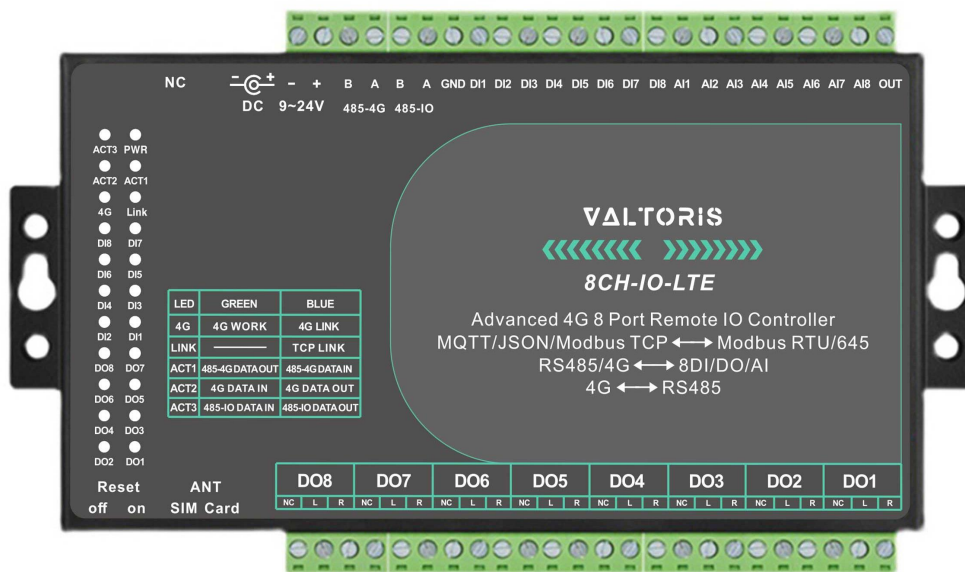 NC - + - + B A B A GND DI1 DI2 DI3 DI4 DI5 DI6 DI7 DI8 AI1 AI2 AI3 AI4 AI5 AI6 AI7 AI8 OUT
DC 9~24V 485-4G 485-IO
ACT3 PWR
ACT2 ACT1
4G Link
DI8 DI7
DI6 DI5
DI4 DI3
DI2 DI1
DO8 DO7
DO6 DO5
DO4 DO3
DO2 DO1
Reset ANT
off on SIM Card
LED GREEN BLUE
4G 4G WORK 4G LINK
LINK —— TCP LINK
ACT1 485-4G DATA OUT 485-4G DATA IN
ACT2 4G DATA IN 4G DATA OUT
ACT3 485-IO DATA IN 485-IO DATA OUT
VALTORIS
8CH-IO-LTE
Advanced 4G 8 Port Remote IO Controller
MQTT/JSON/Modbus TCP ⟷ Modbus RTU/645
RS485/4G ⟷ 8DI/DO/AI
4G ⟷ RS485
DO8 DO7 DO6 DO5 DO4 DO3 DO2 DO1
NC L R NC L R NC L R NC L R NC L R NC L R NC L R NC L R